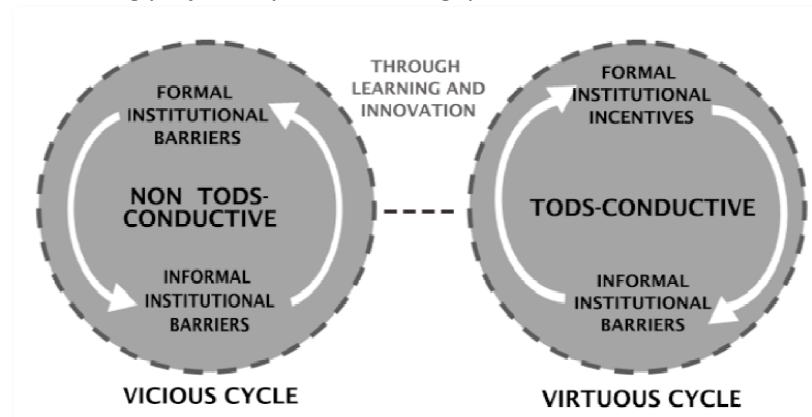 FORMAL
INSTITUTIONAL
BARRIERS
NON TODS-
CONDUCTIVE
INFORMAL
INSTITUTIONAL
BARRIERS
VICIOUS CYCLE
THROUGH
LEARNING AND
INNOVATION
FORMAL
INSTITUTIONAL
INCENTIVES
TODS-CONDUCTIVE
INFORMAL
INSTITUTIONAL
BARRIERS
VIRTUOUS CYCLE